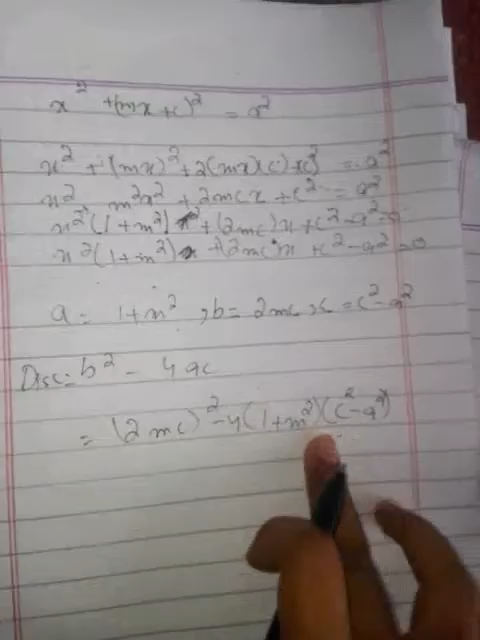 x² + (mx + c)² = a²
x² + (mx)² + 2(mx)(c) + c² = a²
x² m²x² + 2mcx + c² = a²
x²(1+m²) + (2mc)x + c² - a² = 0
x²(1+m²) + (2mc)x + c² - a² = 0
a = 1+m² , b = 2mc , c = c² - a²
Disc = b² - 4ac
= (2mc)² - 4(1+m²)(c² - a²)